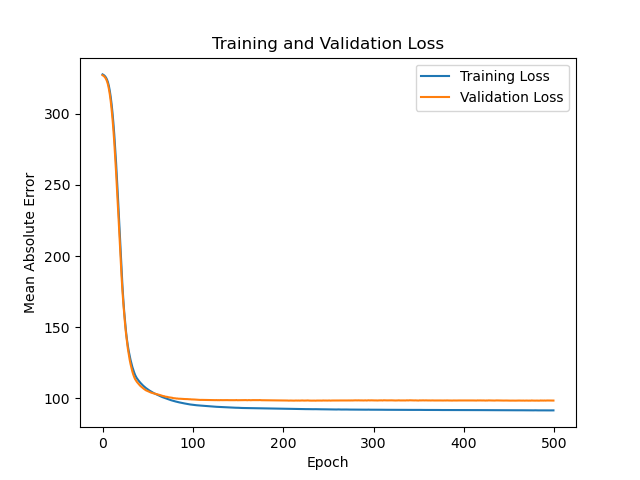 Training and Validation Loss
Training Loss
Validation Loss
Mean Absolute Error
300
250
200
150
100
0 100 200 300 400 500
Epoch